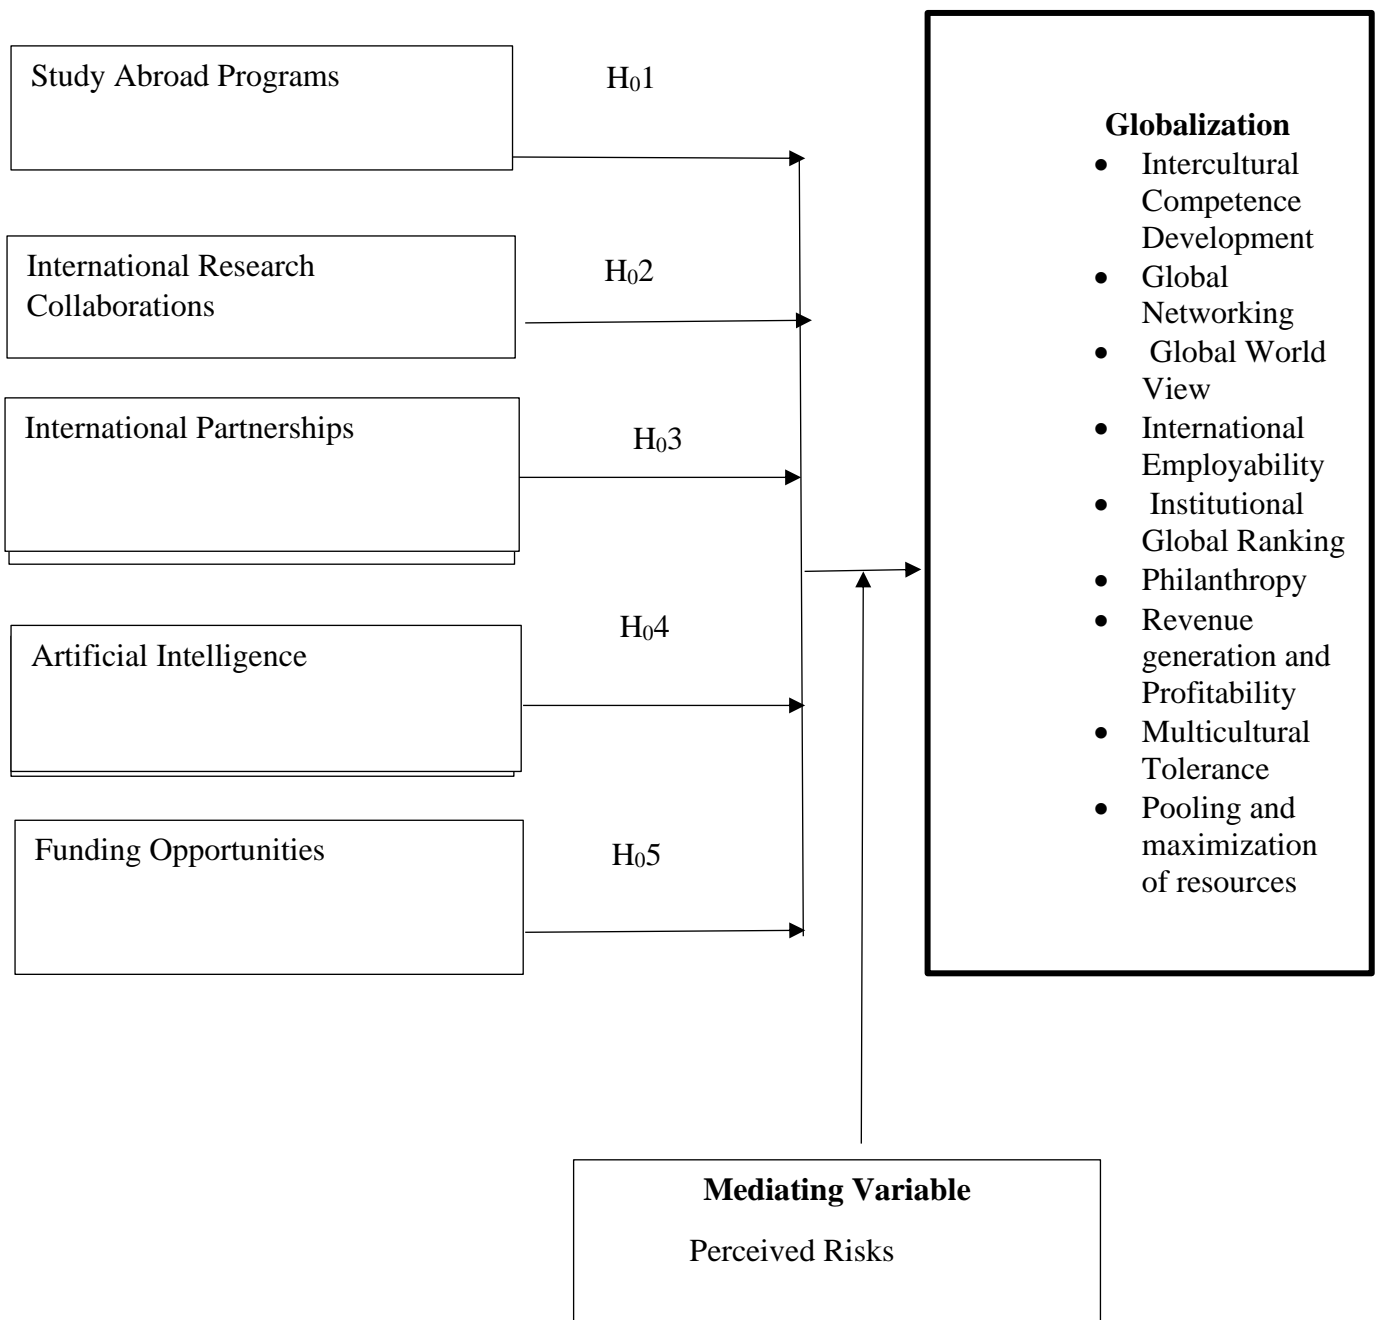 Study Abroad Programs
H₀1
International Research
Collaborations
H₀2
International Partnerships
H₀3
Artificial Intelligence
H₀4
Funding Opportunities
H₀5
Globalization
• Intercultural
Competence
Development
• Global
Networking
• Global World
View
• International
Employability
• Institutional
Global Ranking
• Philanthropy
• Revenue
generation and
Profitability
• Multicultural
Tolerance
• Pooling and
maximization
of resources
Mediating Variable
Perceived Risks